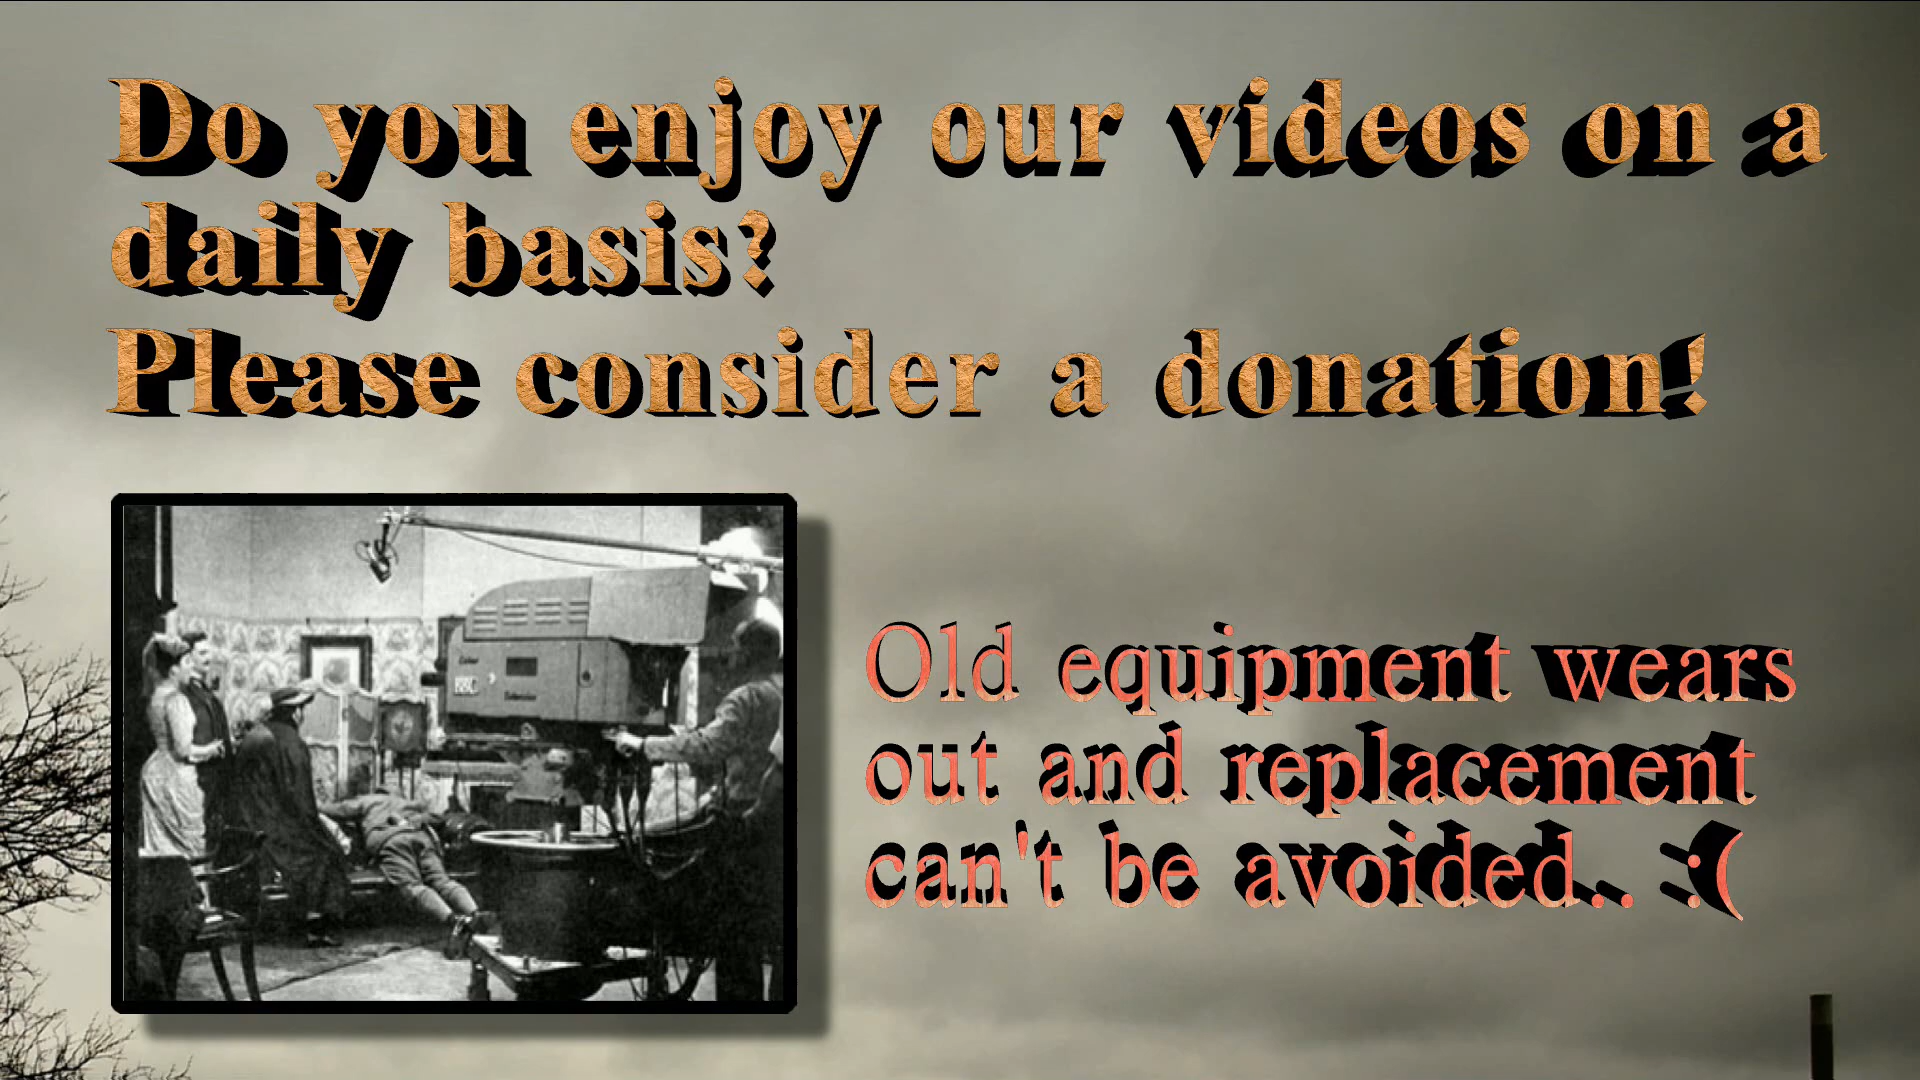 Do you enjoy our videos on a
daily basis?
Please consider a donation!
Old equipment wears
out and replacement
can't be avoided.. :(
BBC